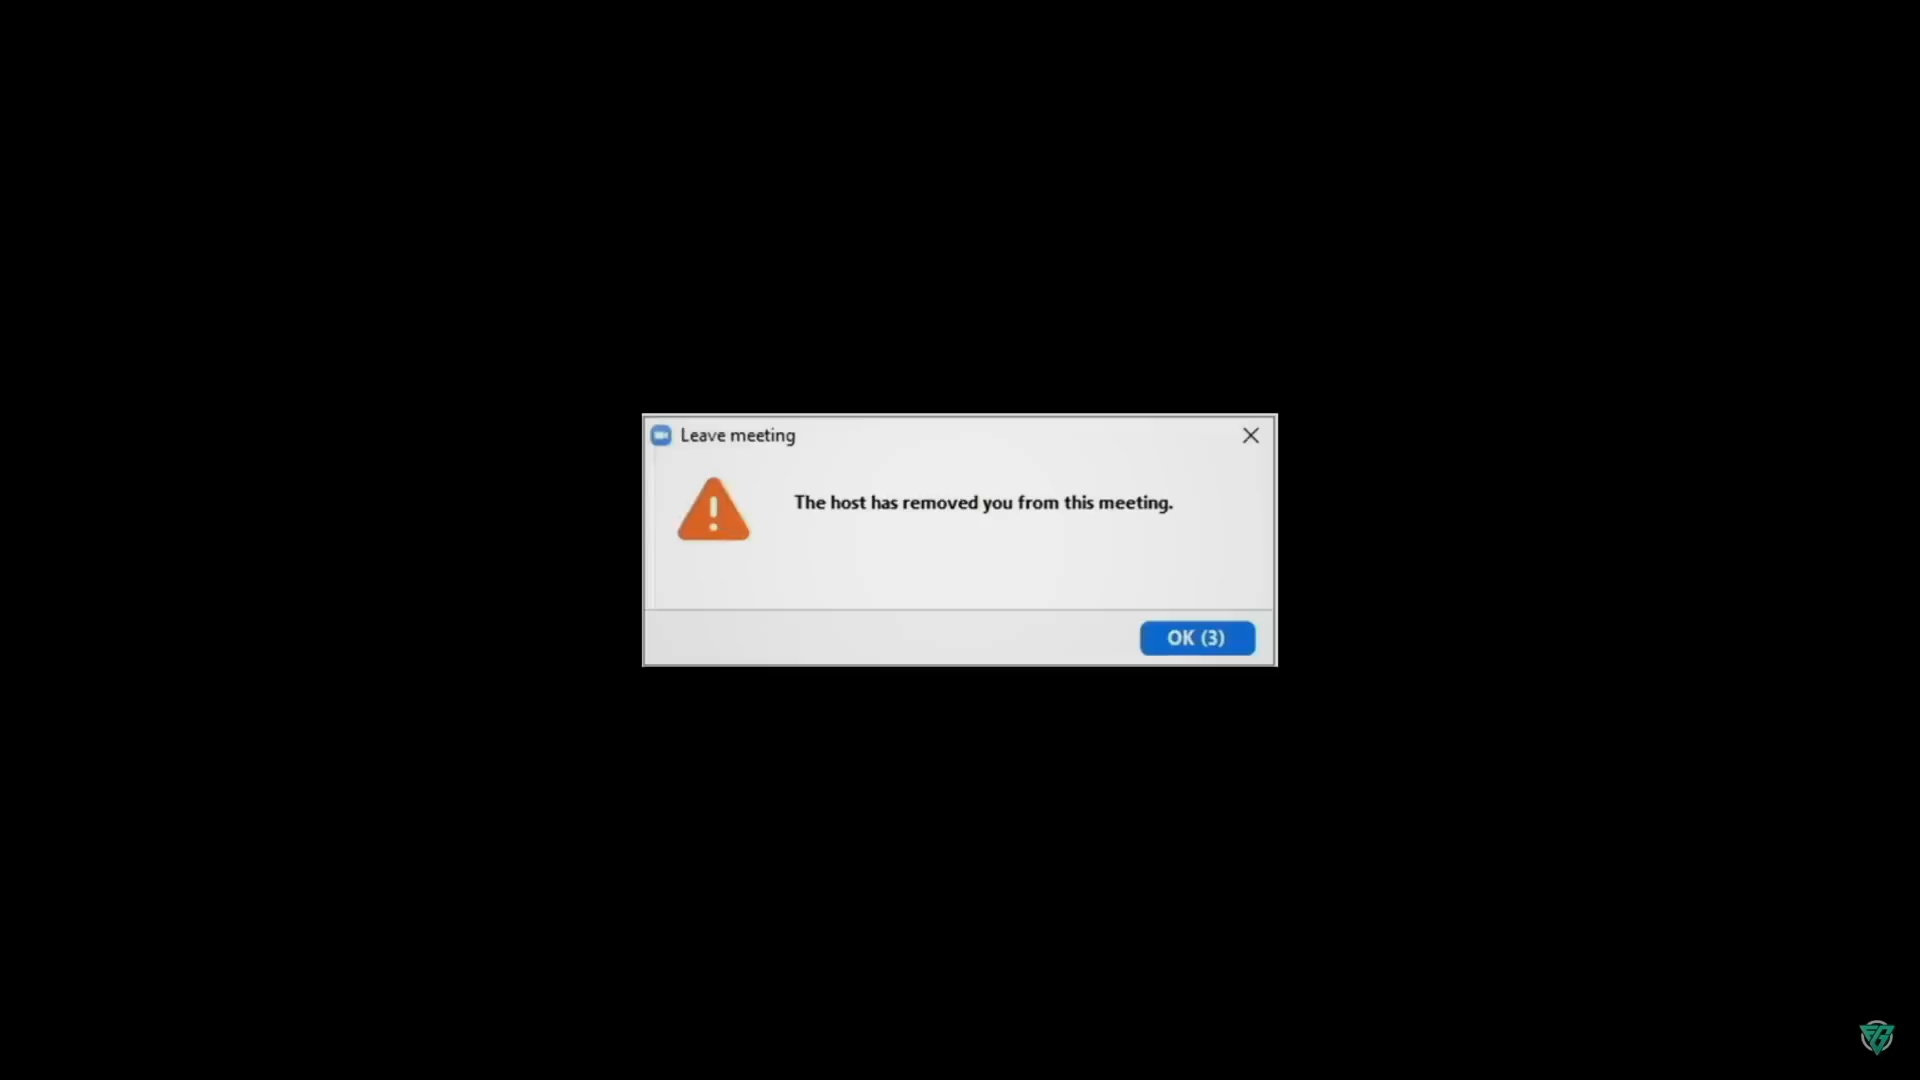 Leave meeting
The host has removed you from this meeting.
OK (3)